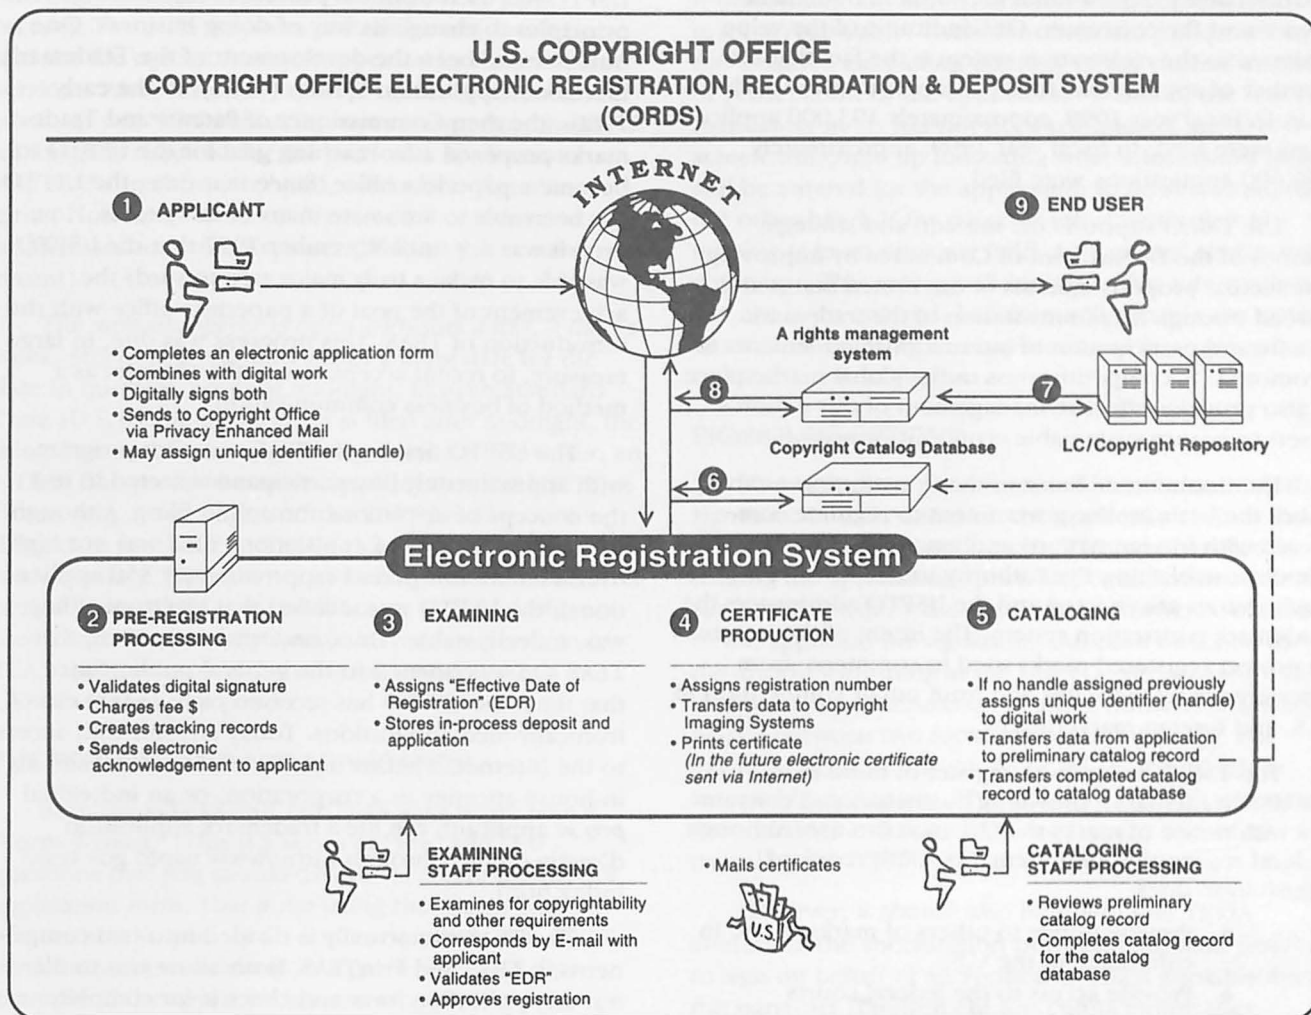 U.S. COPYRIGHT OFFICE
COPYRIGHT OFFICE ELECTRONIC REGISTRATION, RECORDATION & DEPOSIT SYSTEM
(CORDS)
INTERNET
1 APPLICANT
• Completes an electronic application form
• Combines with digital work
• Digitally signs both
• Sends to Copyright Office
via Privacy Enhanced Mail
• May assign unique identifier (handle)
9 END USER
A rights management
system
8
7
Copyright Catalog Database
LC/Copyright Repository
6
Electronic Registration System
2 PRE-REGISTRATION
PROCESSING
• Validates digital signature
• Charges fee $
• Creates tracking records
• Sends electronic
acknowledgement to applicant
3 EXAMINING
• Assigns "Effective Date of
Registration" (EDR)
• Stores in-process deposit and
application
4 CERTIFICATE
PRODUCTION
• Assigns registration number
• Transfers data to Copyright
Imaging Systems
• Prints certificate
(In the future electronic certificate
sent via Internet)
5 CATALOGING
• If no handle assigned previously,
assigns unique identifier (handle)
to digital work
• Transfers data from application
to preliminary catalog record
• Transfers completed catalog
record to catalog database
EXAMINING
STAFF PROCESSING
• Examines for copyrightability
and other requirements
• Corresponds by E-mail with
applicant
• Validates "EDR"
• Approves registration
• Mails certificates
U.S.
CATALOGING
STAFF PROCESSING
• Reviews preliminary
catalog record
• Completes catalog record
for the catalog
database